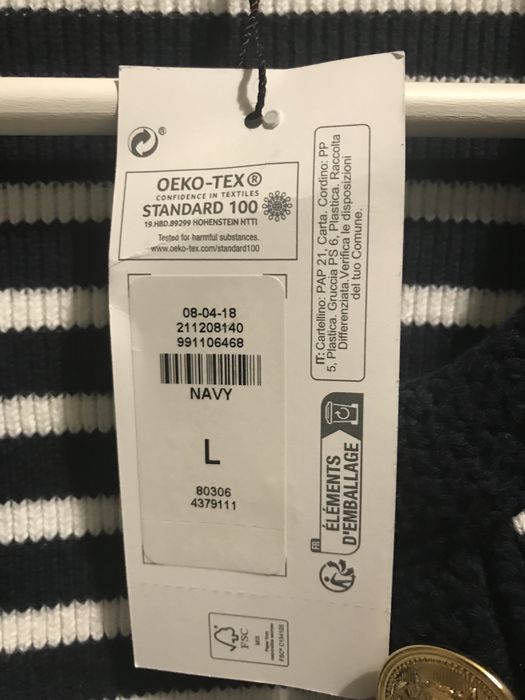 OEKO-TEX®
CONFIDENCE IN TEXTILES
STANDARD 100
19.HBD.89299 HOHENSTEIN HTTI
Tested for harmful substances.
www.oeko-tex.com/standard100
IT: Cartellino: PAP 21, Carta. Cordino: PP
5, Plastica. Gruccia PS 6, Plastica. Raccolta
Differenziata.Verifica le disposizioni
del tuo Comune.
08-04-18
211208140
991106468
NAVY
L
80306
4379111
FR
ÉLÉMENTS
D'EMBALLAGE
FSC
MIX